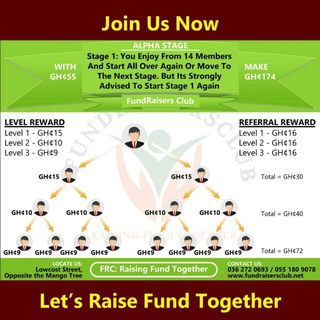 Join Us Now
ALPHA STAGE
WITH
GH¢55
Stage 1: You Enjoy From 14 Members
And Start All Over Again Or Move To
The Next Stage. But Its Strongly
Advised To Start Stage 1 Again
MAKE
GH¢174
FundRaisers Club
LEVEL REWARD
Level 1 - GH¢15
Level 2 - GH¢10
Level 3 - GH¢9
REFERRAL REWARD
Level 1 - GH¢16
Level 2 - GH¢16
Level 3 - GH¢16
FUNDRAISERSCLUB
RAISING FUND TOGETHER
GH¢15 GH¢15 Total = GH¢30
GH¢10 GH¢10 GH¢10 GH¢10 Total = GH¢40
GH¢9 GH¢9 GH¢9 GH¢9 GH¢9 GH¢9 GH¢9 GH¢9 Total = GH¢72
LOCATE US:
Lowcost Street,
Opposite the Mango Tree
FRC: Raising Fund Together
CONTACT US:
036 272 0693 / 055 180 9078
www.fundraisersclub.net
Let's Raise Fund Together